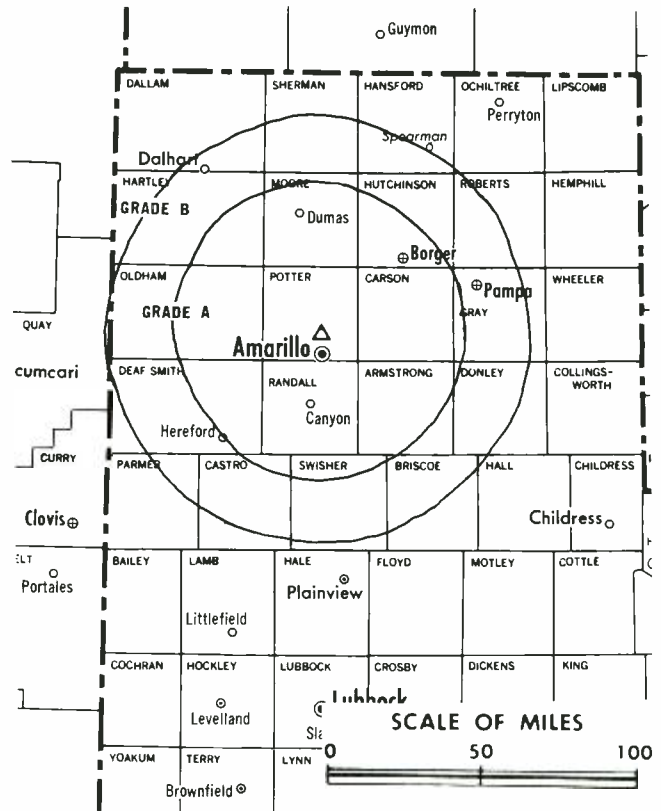 Guymon
DALLAM SHERMAN HANSFORD OCHILTREE LIPSCOMB
Perryton
Spearman
Dalhart
HARTLEY MOORE HUTCHINSON ROBERTS HEMPHILL
GRADE B
Dumas
Borger
OLDHAM POTTER CARSON WHEELER
Pampa
GRADE A GRAY
QUAY
Amarillo
cumcari DEAF SMITH RANDALL ARMSTRONG DONLEY COLLINGS-
WORTH
Canyon
Hereford
CURRY PARMER CASTRO SWISHER BRISCOE HALL CHILDRESS
Clovis Childress
ELT BAILEY LAMB HALE FLOYD MOTLEY COTTLE
Portales Plainview
Littlefield
COCHRAN HOCKLEY LUBBOCK CROSBY DICKENS KING
Lubbock
Levelland
SCALE OF MILES
Sla
0 50 100
YOAKUM TERRY LYNN
Brownfield